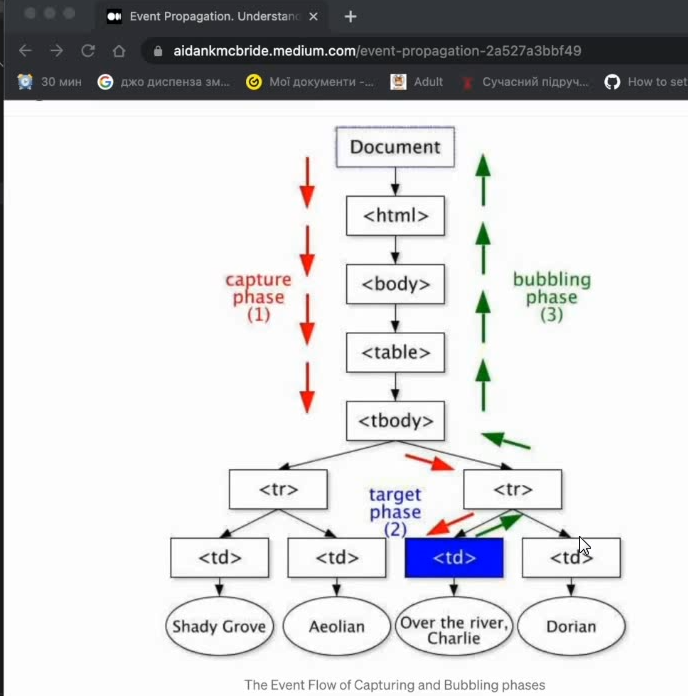 Event Propagation. Understand
aidankmcbride.medium.com/event-propagation-2a527a3bbf49
30 мин
джо диспенза зм...
Мої документи -...
Adult
Сучасний підруч...
How to set
Document
<html>
capture
phase
(1)
<body>
bubbling
phase
(3)
<table>
<tbody>
<tr>
target
phase
(2)
<tr>
<td>
<td>
<td>
<td>
Shady Grove
Aeolian
Over the river,
Charlie
Dorian
The Event Flow of Capturing and Bubbling phases